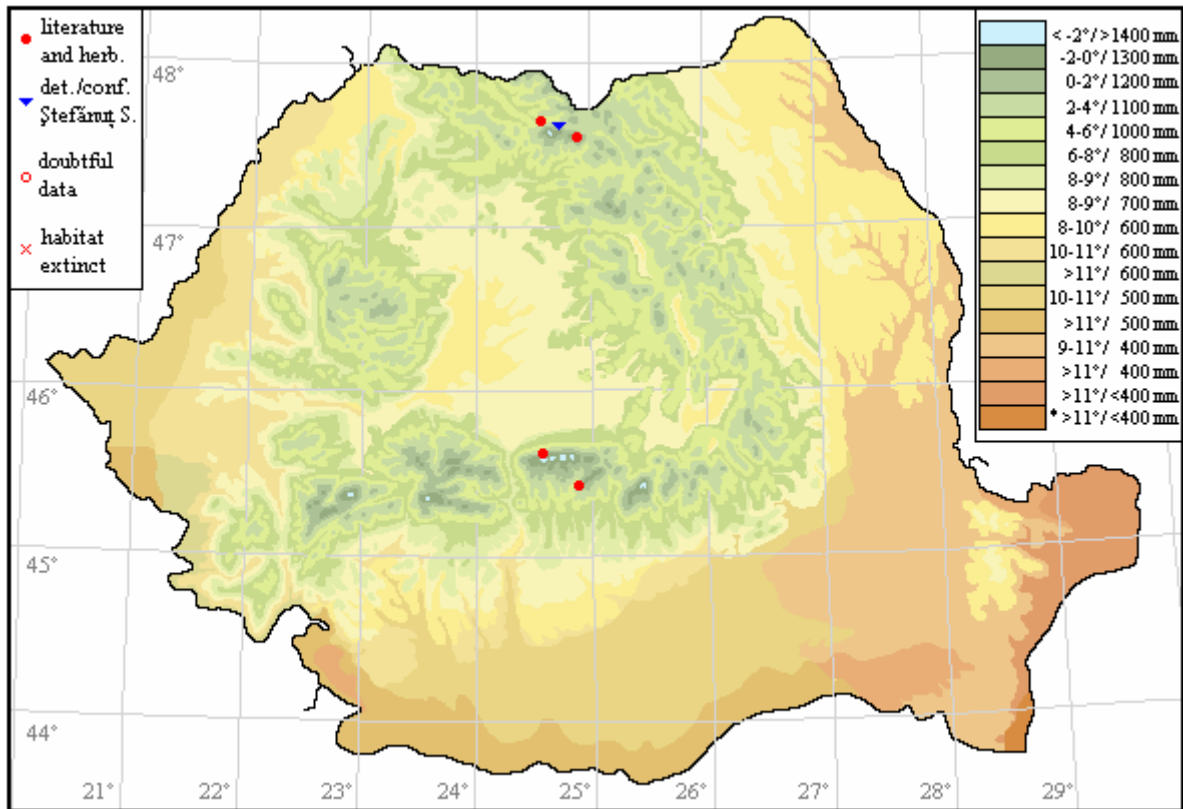 literature
and herb.
det./conf.
Ştefănuţ S.
doubtful
data
habitat
extinct
< -2°/>1400 mm
-2-0°/ 1300 mm
0-2°/ 1200 mm
2-4°/ 1100 mm
4-6°/ 1000 mm
6-8°/ 800 mm
8-9°/ 800 mm
8-9°/ 700 mm
8-10°/ 600 mm
10-11°/ 600 mm
>11°/ 600 mm
10-11°/ 500 mm
>11°/ 500 mm
9-11°/ 400 mm
>11°/ 400 mm
>11°/<400 mm
* >11°/<400 mm
48°
47°
46°
45°
44°
21°
22°
23°
24°
25°
26°
27°
28°
29°